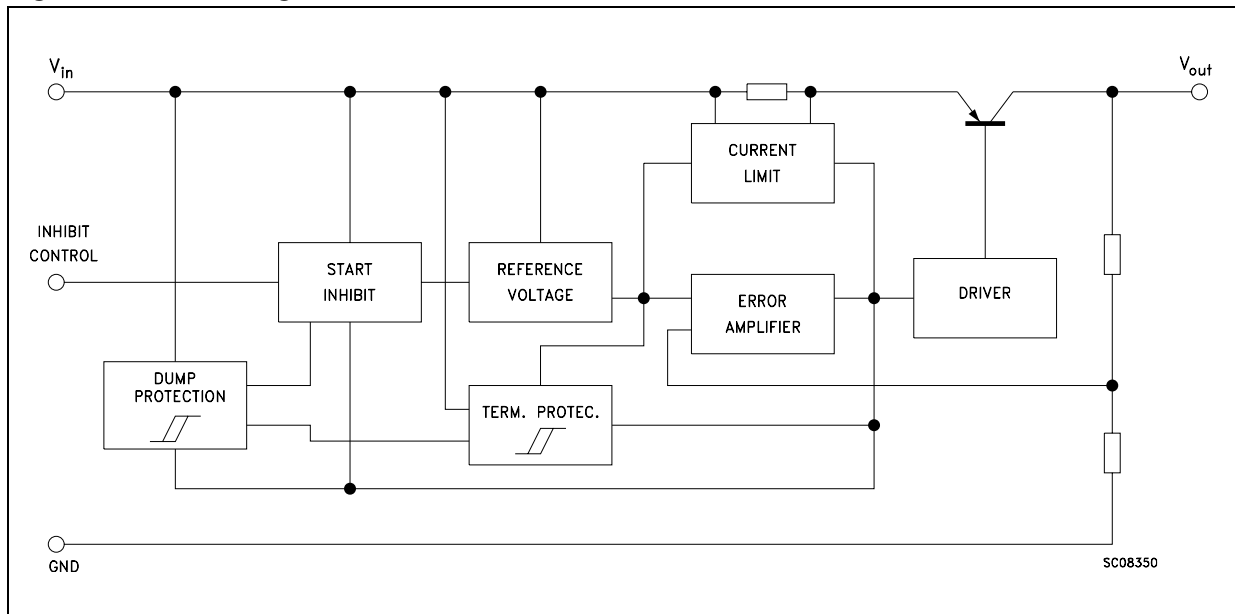 V_in
V_out
CURRENT
LIMIT
INHIBIT
CONTROL
START
INHIBIT
REFERENCE
VOLTAGE
ERROR
AMPLIFIER
DRIVER
DUMP
PROTECTION
TERM. PROTEC.
GND
SC08350